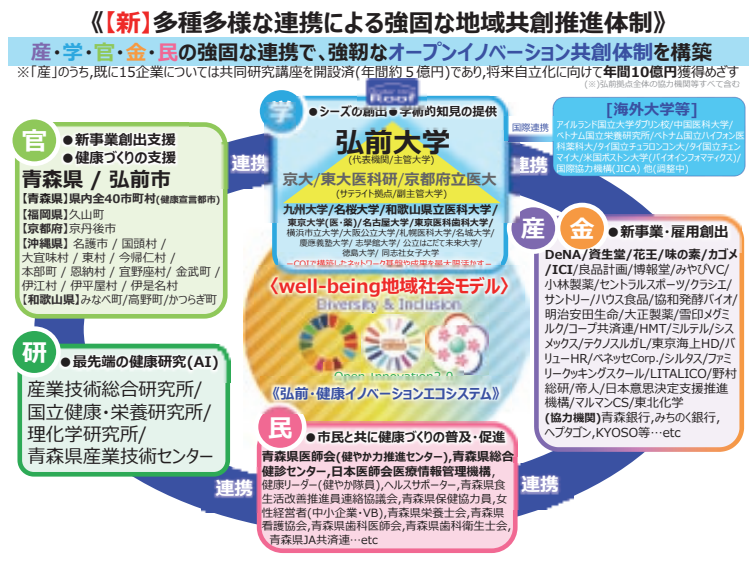 《【新】多種多様な連携による強固な地域共創推進体制》
産・学・官・金・民の強固な連携で、強靭なオープンイノベーション共創体制を構築
※「産」のうち,既に15企業については共同研究講座を開設済(年間約５億円)であり,将来自立化に向けて年間10億円獲得めざす
(※)弘前拠点全体の協力機関等すべて含む
官
●新事業創出支援
●健康づくりの支援
青森県 / 弘前市
【青森県】県内全40市町村(健康宣言都市)
【福岡県】久山町
【京都府】京丹後市
【沖縄県】名護市 / 国頭村 /
大宜味村 / 東村 / 今帰仁村 /
本部町 / 恩納村 / 宜野座村/ 金武町 /
伊江村 / 伊平屋村 / 伊是名村
【和歌山県】みなべ町/高野町/かつらぎ町
連携
学
●シーズの創出 ●学術的知見の提供
弘前大学
(代表機関/主管大学)
京大/東大医科研/京都府立医大
(サテライト拠点/副主管大学)
九州大学/名桜大学/和歌山県立医科大学/
東京大学(医・薬)/名古屋大学/東京医科歯科大学/
横浜市立大学/大阪公立大学/札幌医科大学/名城大学/
慶應義塾大学/ 志學館大学/ 公立はこだて未来大学/
徳島大学/ 同志社女子大学
ーCOIで構築したネットワーク基盤や成果を最大限活かすー
国際連携
[海外大学等]
アイルランド国立大学ダブリン校/中国医科大学/
ベトナム国立栄養研究所/ベトナム国立ハイフォン医
科薬科大/タイ国立チュラロンコン大/タイ国立チェン
マイ大/米国ボストン大学(バイオインフォマティクス)/
国際協力機構(JICA) 他(調整中)
連携
産
金
●新事業・雇用創出
DeNA/資生堂/花王/味の素/カゴメ
/ICI/良品計画/博報堂/みやびVC/
小林製薬/セントラルスポーツ/クラシエ/
サントリー/ハウス食品/協和発酵バイオ/
明治安田生命/大正製薬/雪印メグミ
ルク/コープ共済連/HMT/ミルテル/シス
メックス/テクノスルガL/東京海上HD/バ
リューHR/ベネッセCorp./シルタス/ファミ
リークッキングスクール/LITALICO/野村
総研/帝人/日本意思決定支援推進
機構/マルマンCS/東北化学
(協力機関)青森銀行,みちのく銀行,
ヘプタゴン,KYOSO等…etc
〈well-being地域社会モデル〉
Diversity & Inclusion
Open Innovation2.0
《弘前・健康イノベーションエコシステム》
研
●最先端の健康研究(AI)
産業技術総合研究所/
国立健康・栄養研究所/
理化学研究所/
青森県産業技術センター
連携
民
●市民と共に健康づくりの普及・促進
青森県医師会(健やか力推進センター),青森県総合
健診センター,日本医師会医療情報管理機構,
健康リーダー(健やか隊員),ヘルスサポーター,青森県食
生活改善推進員連絡協議会,青森県保健協力員,女
性経営者(中小企業・VB),青森県栄養士会,青森県
看護協会,青森県歯科医師会,青森県歯科衛生士会,
青森県JA共済連…etc
連携